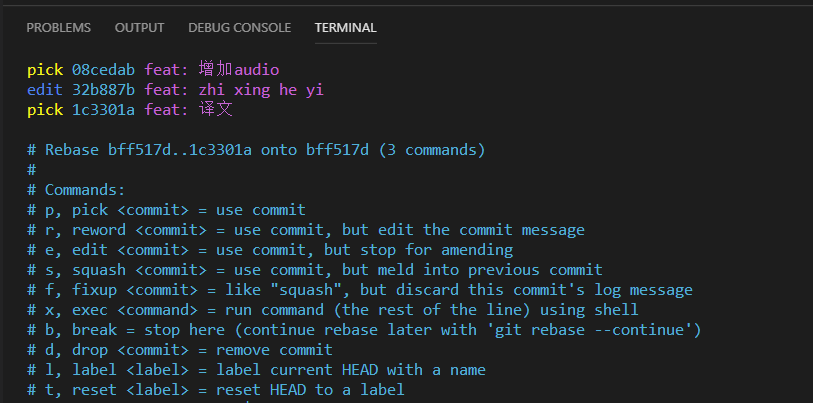 PROBLEMS OUTPUT DEBUG CONSOLE TERMINAL
pick 08cedab feat: 增加audio
edit 32b887b feat: zhi xing he yi
pick 1c3301a feat: 译文
# Rebase bff517d..1c3301a onto bff517d (3 commands)
#
# Commands:
# p, pick <commit> = use commit
# r, reword <commit> = use commit, but edit the commit message
# e, edit <commit> = use commit, but stop for amending
# s, squash <commit> = use commit, but meld into previous commit
# f, fixup <commit> = like "squash", but discard this commit's log message
# x, exec <command> = run command (the rest of the line) using shell
# b, break = stop here (continue rebase later with 'git rebase --continue')
# d, drop <commit> = remove commit
# l, label <label> = label current HEAD with a name
# t, reset <label> = reset HEAD to a label